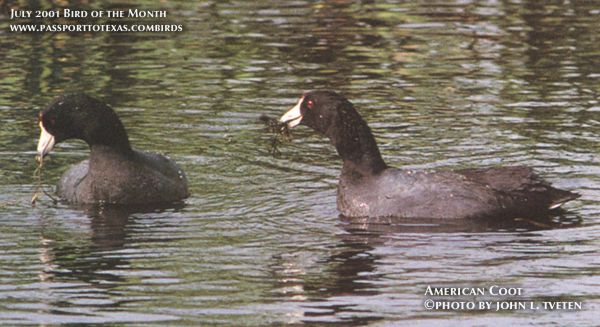 July 2001 Bird of the Month
www.passporttotexas.combirds
American Coot
©photo by john l. tveten